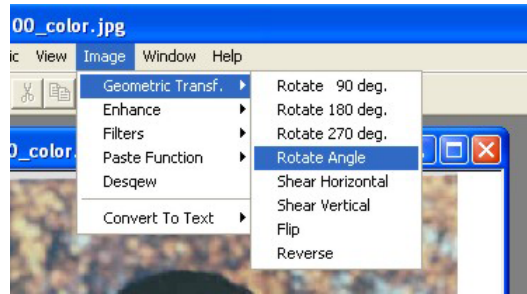 00_color.jpg
ic View Image Window Help
Geometric Transf.
Enhance
Filters
Paste Function
Desqew
Convert To Text
Rotate 90 deg.
Rotate 180 deg.
Rotate 270 deg.
Rotate Angle
Shear Horizontal
Shear Vertical
Flip
Reverse
0_color.